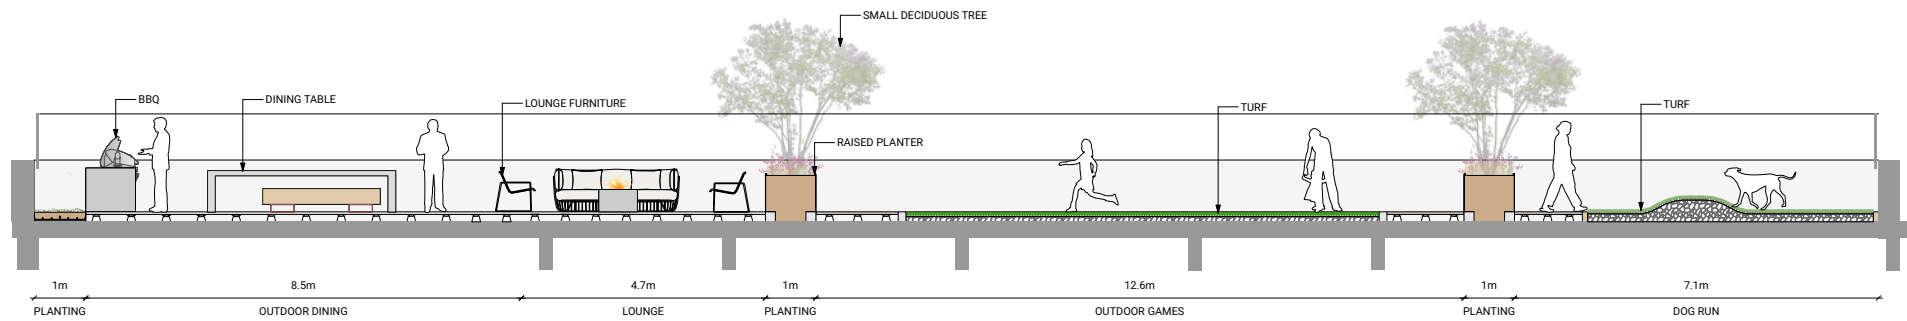 SMALL DECIDUOUS TREE
BBQ
DINING TABLE
LOUNGE FURNITURE
TURF
TURF
RAISED PLANTER
1m
8.5m
4.7m
1m
12.6m
1m
7.1m
PLANTING
OUTDOOR DINING
LOUNGE
PLANTING
OUTDOOR GAMES
PLANTING
DOG RUN